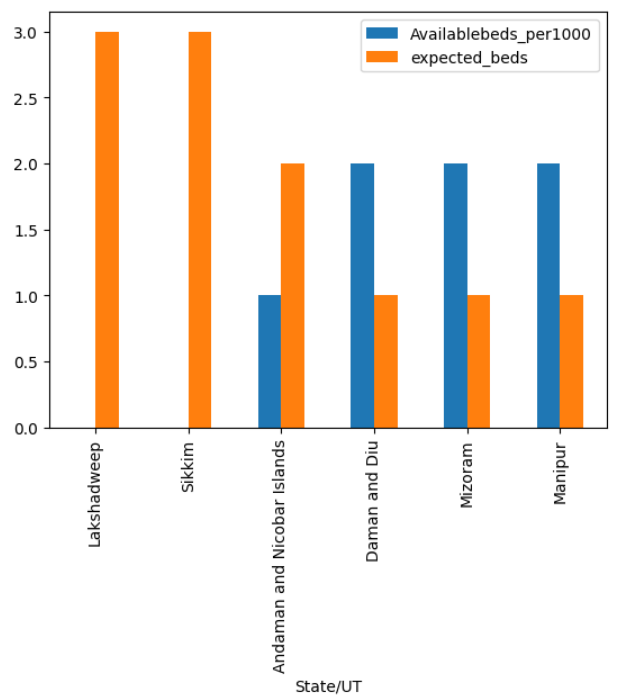 3.0
2.5
2.0
1.5
1.0
0.5
0.0
Availablebeds_per1000
expected_beds
Lakshadweep
Sikkim
Andaman and Nicobar Islands
Daman and Diu
Mizoram
Manipur
State/UT